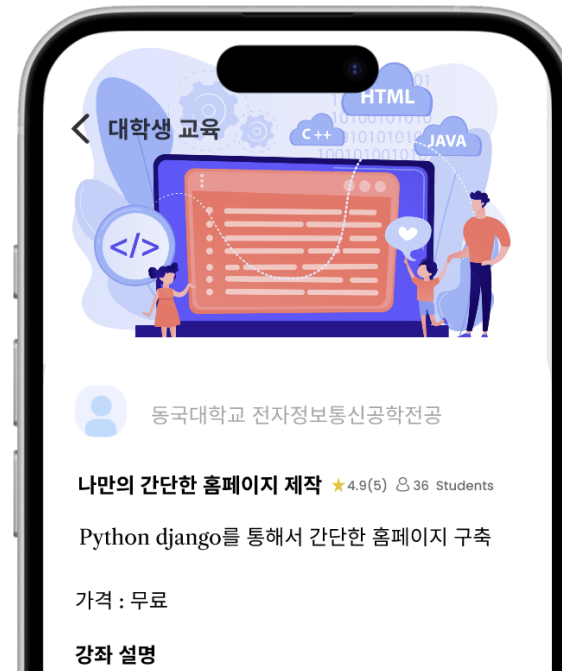 HTML
대학생 교육
C ++
JAVA
</>
동국대학교 전자정보통신공학전공
나만의 간단한 홈페이지 제작 ★4.9(5) 36 Students
Python django를 통해서 간단한 홈페이지 구축
가격 : 무료
강좌 설명